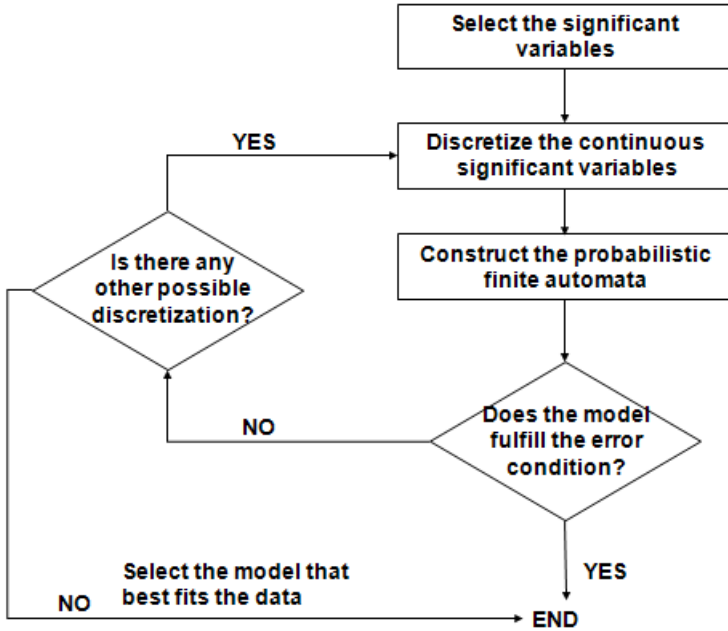 Select the significant
variables
YES
Discretize the continuous
significant variables
Construct the probabilistic
finite automata
Is there any
other possible
discretization?
Does the model
fulfill the error
condition?
NO
YES
Select the model that
best fits the data
NO
END